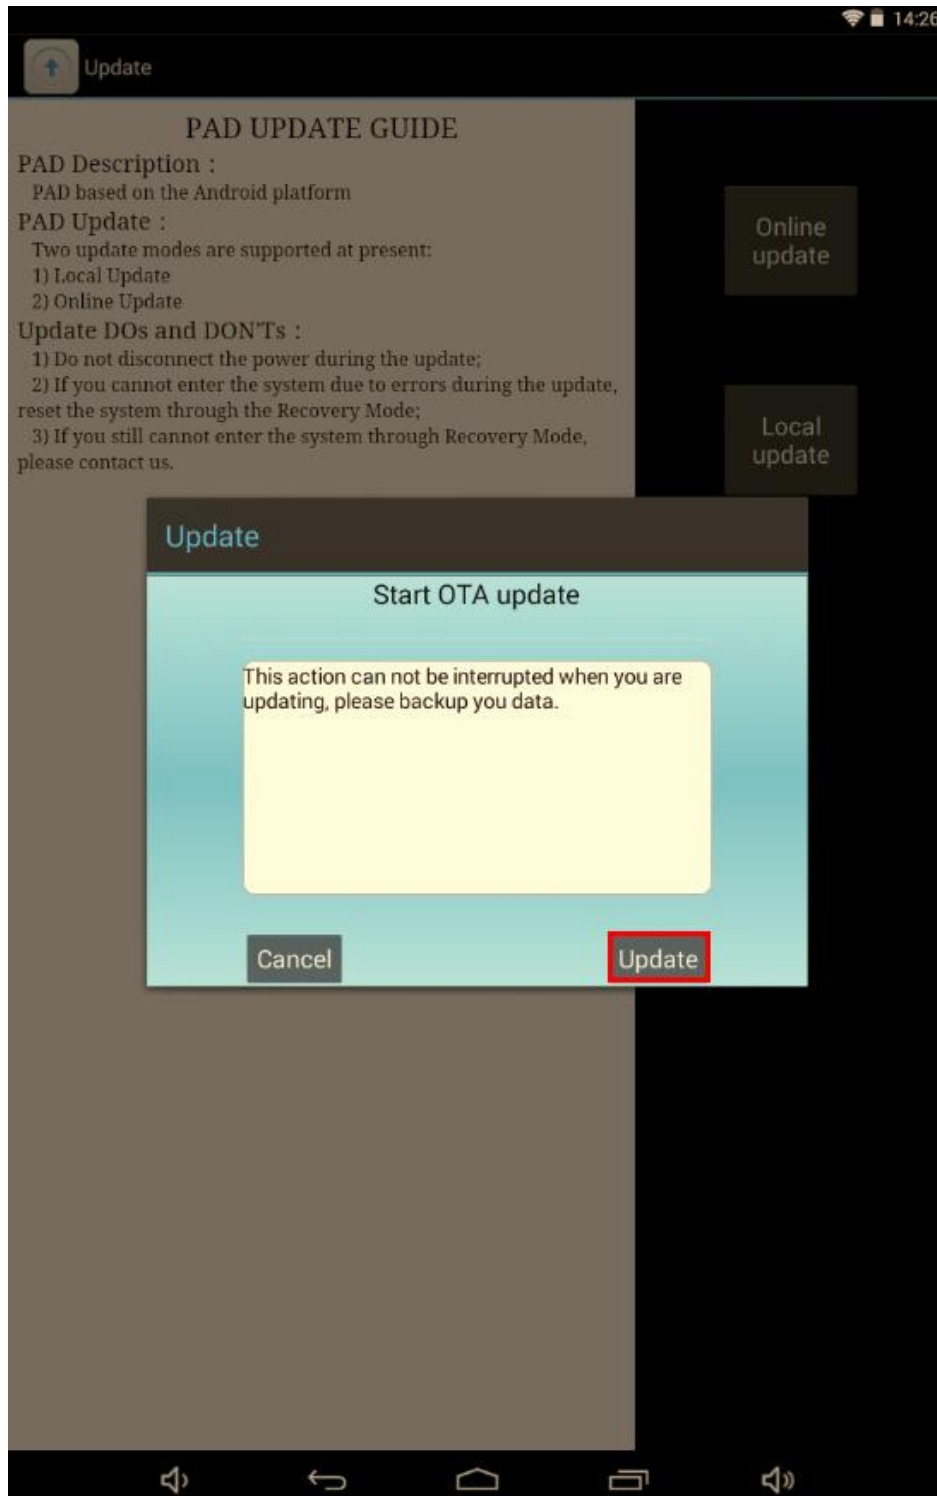 14:26
Update
PAD UPDATE GUIDE
PAD Description :
PAD based on the Android platform
PAD Update :
Two update modes are supported at present:
1) Local Update
2) Online Update
Update DOs and DON'Ts :
1) Do not disconnect the power during the update;
2) If you cannot enter the system due to errors during the update,
reset the system through the Recovery Mode;
3) If you still cannot enter the system through Recovery Mode,
please contact us.
Online
update
Local
update
Update
Start OTA update
This action can not be interrupted when you are
updating, please backup you data.
Cancel
Update